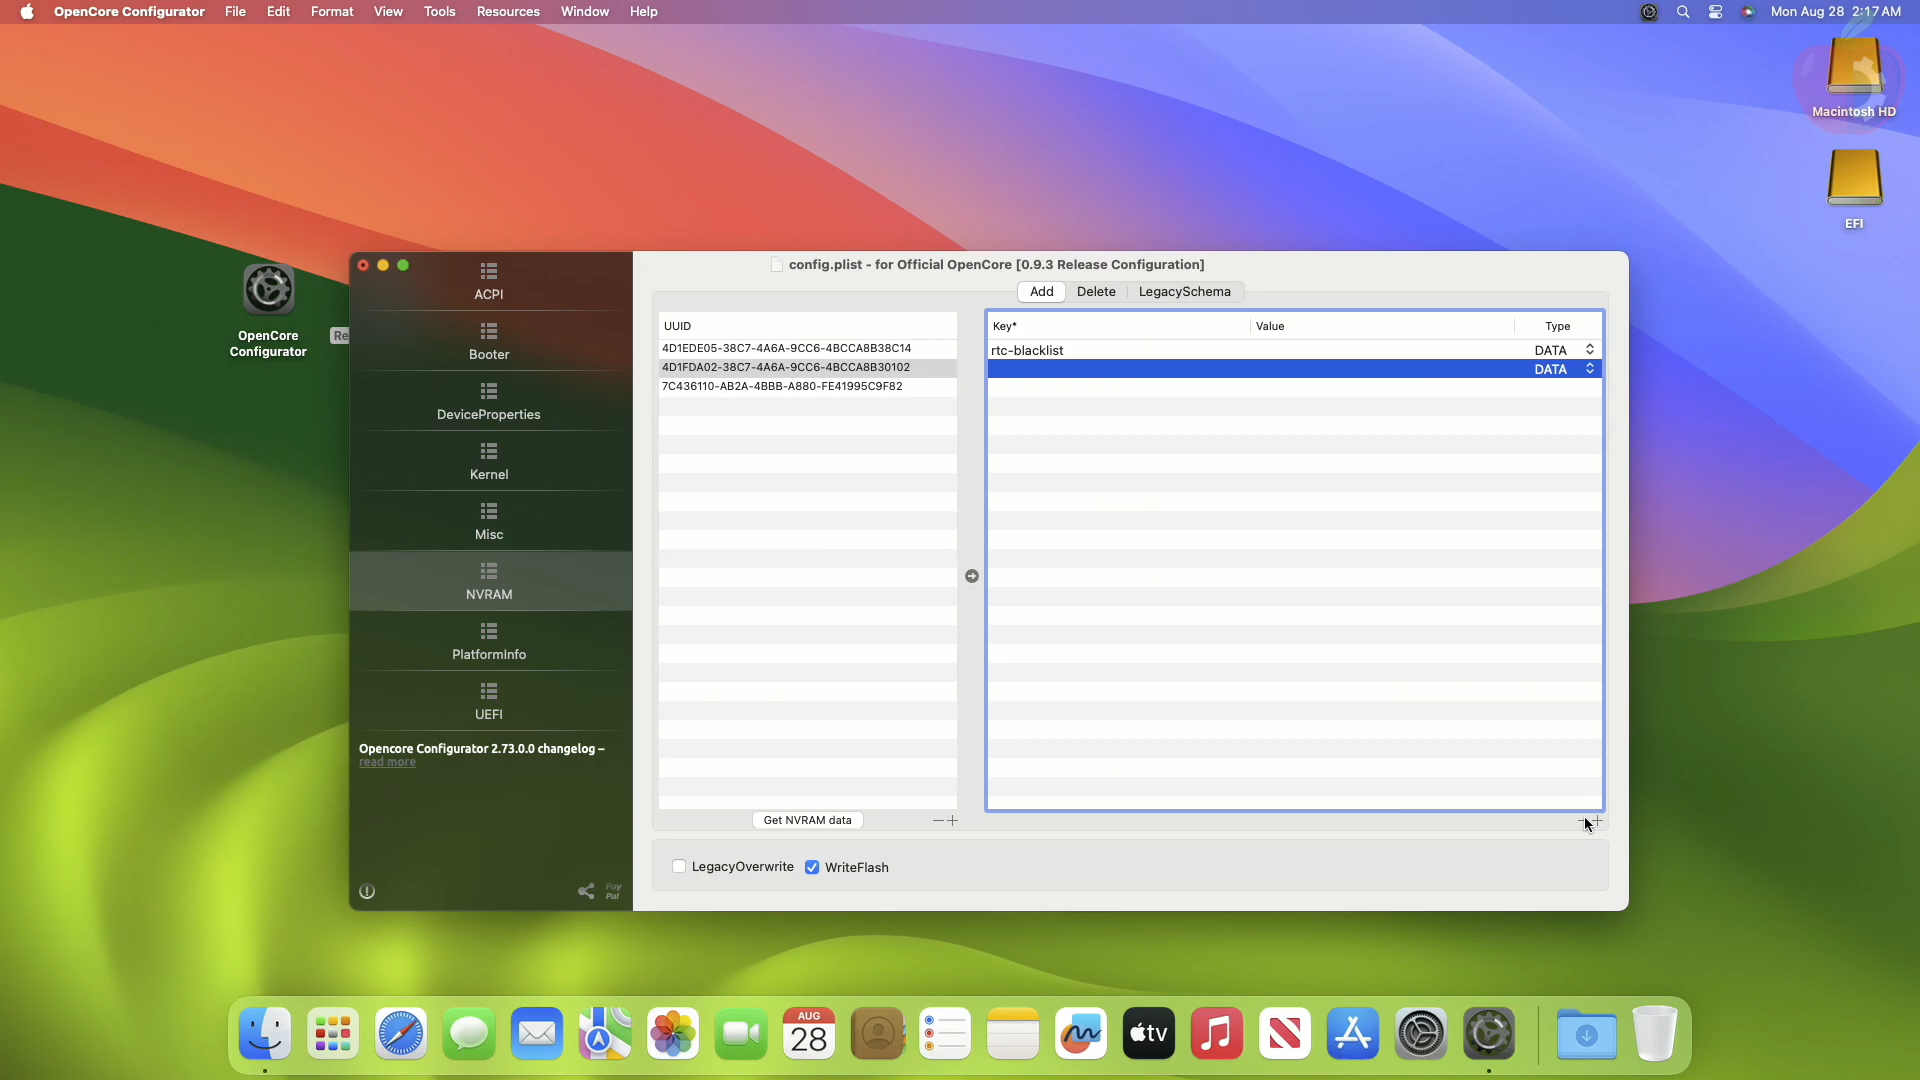 OpenCore Configurator File Edit Format View Tools Resources Window Help
Mon Aug 28 2:17 AM
Macintosh HD
EFI
OpenCore
Configurator
Re
ACPI
Booter
DeviceProperties
Kernel
Misc
NVRAM
PlatformInfo
UEFI
Opencore Configurator 2.73.0.0 changelog –
read more
Pay
Pal
config.plist - for Official OpenCore [0.9.3 Release Configuration]
Add Delete LegacySchema
UUID
4D1EDE05-38C7-4A6A-9CC6-4BCCA8B38C14
4D1FDA02-38C7-4A6A-9CC6-4BCCA8B30102
7C436110-AB2A-4BBB-A880-FE41995C9F82
Key* Value Type
rtc-blacklist DATA
DATA
Get NVRAM data
LegacyOverwrite WriteFlash
AUG
28
tv